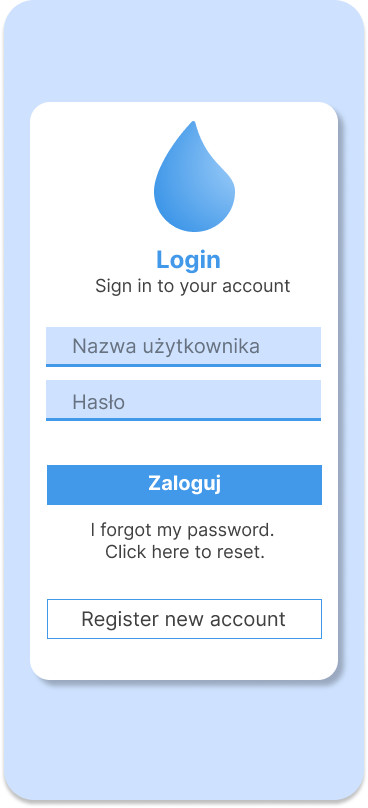 Login
Sign in to your account
Nazwa użytkownika
Hasło
Zaloguj
I forgot my password.
Click here to reset.
Register new account